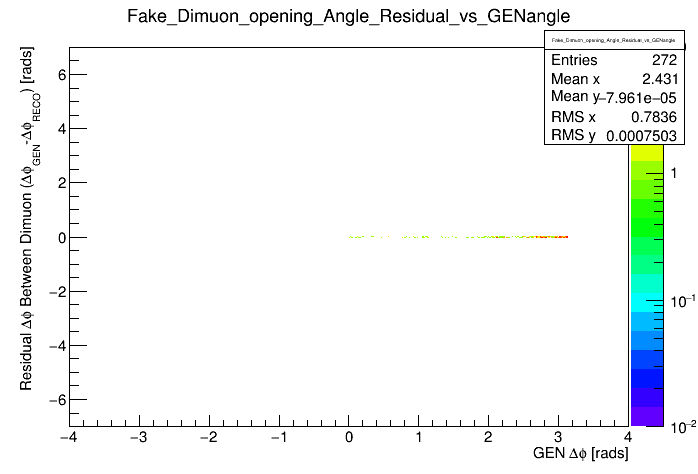 Fake_Dimuon_opening_Angle_Residual_vs_GENangle
Fake_Dimuon_opening_Angle_Residual_vs_GENangle
Entries 272
Mean x 2.431
Mean y −7.961e−05
RMS x 0.7836
RMS y 0.0007503
Residual Δϕ Between Dimuon (Δϕ_GEN-Δϕ_RECO) [rads]
6
4
2
0
−2
−4
−6
−4 −3 −2 −1 0 1 2 3 4
GEN Δϕ [rads]
1
10⁻¹
10⁻²